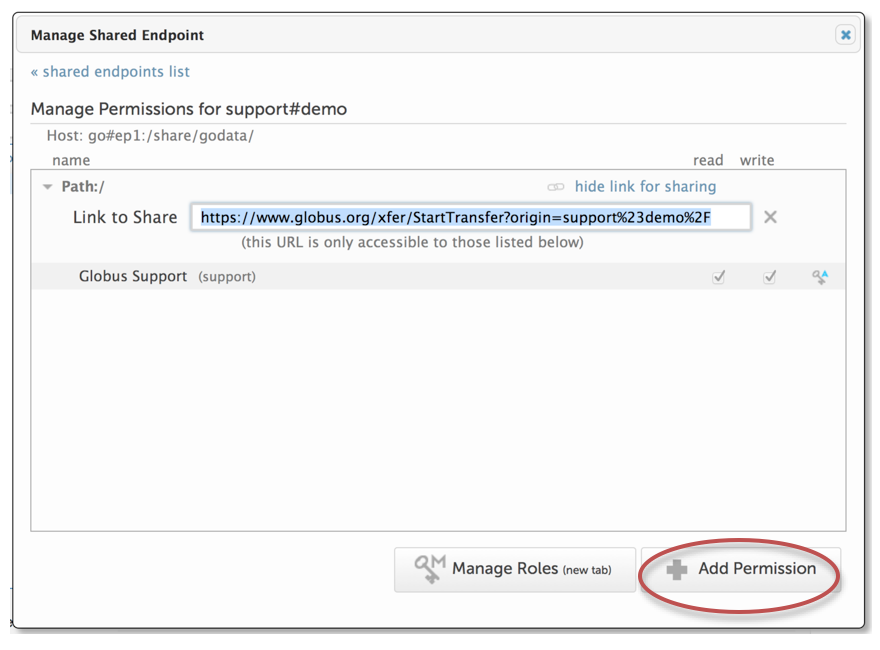 Manage Shared Endpoint
« shared endpoints list
Manage Permissions for support#demo
Host: go#ep1:/share/godata/
name read write
Path:/ hide link for sharing
Link to Share https://www.globus.org/xfer/StartTransfer?origin=support%23demo%2F
(this URL is only accessible to those listed below)
Globus Support (support)
Manage Roles (new tab) Add Permission